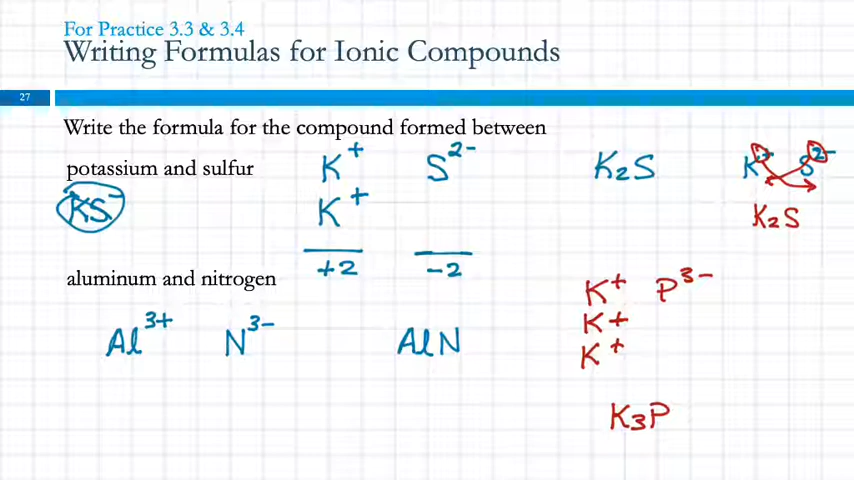 For Practice 3.3 & 3.4
Writing Formulas for Ionic Compounds
27
Write the formula for the compound formed between
potassium and sulfur
K⁺ S²⁻ K₂S K⁺ S²⁻
KS⁻
K⁺
K₂S
+2 −2
aluminum and nitrogen
K⁺ P³⁻
K⁺
K⁺
Al³⁺ N³⁻ AlN
K₃P